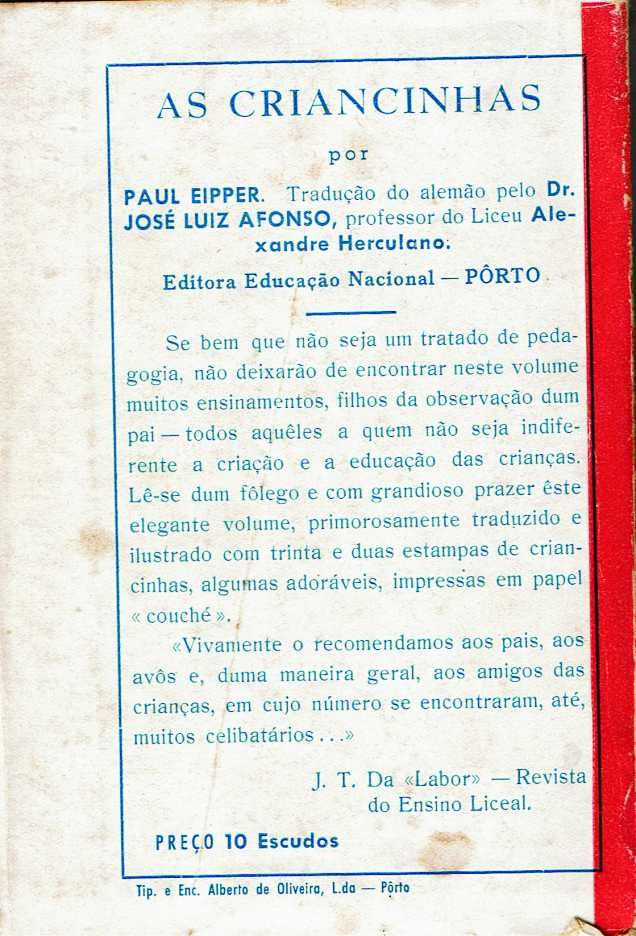 AS CRIANCINHAS
por
PAUL EIPPER. Tradução do alemão pelo Dr.
JOSÉ LUIZ AFONSO, professor do Liceu Ale-
xandre Herculano.
Editora Educação Nacional — PÔRTO
Se bem que não seja um tratado de peda-
gogia, não deixarão de encontrar neste volume
muitos ensinamentos, filhos da observação dum
pai — todos aquêles a quem não seja indife-
rente a criação e a educação das crianças.
Lê-se dum fôlego e com grandioso prazer êste
elegante volume, primorosamente traduzido e
ilustrado com trinta e duas estampas de crian-
cinhas, algumas adoráveis, impressas em papel
« couché ».
«Vivamente o recomendamos aos pais, aos
avôs e, duma maneira geral, aos amigos das
crianças, em cujo número se encontraram, até,
muitos celibatários . . .»
J. T. Da «Labor» — Revista
do Ensino Liceal.
PREÇO 10 Escudos
Tip. e Enc. Alberto de Oliveira, L.da — Pôrto